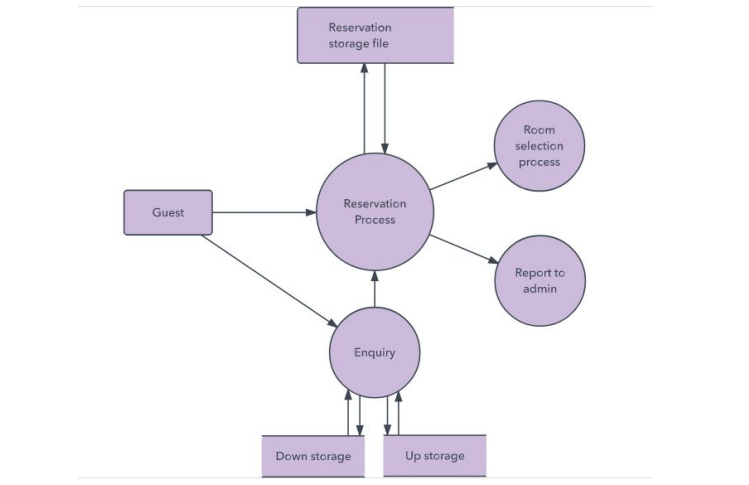 Reservation
storage file
Room
selection
process
Guest
Reservation
Process
Report to
admin
Enquiry
Down storage
Up storage